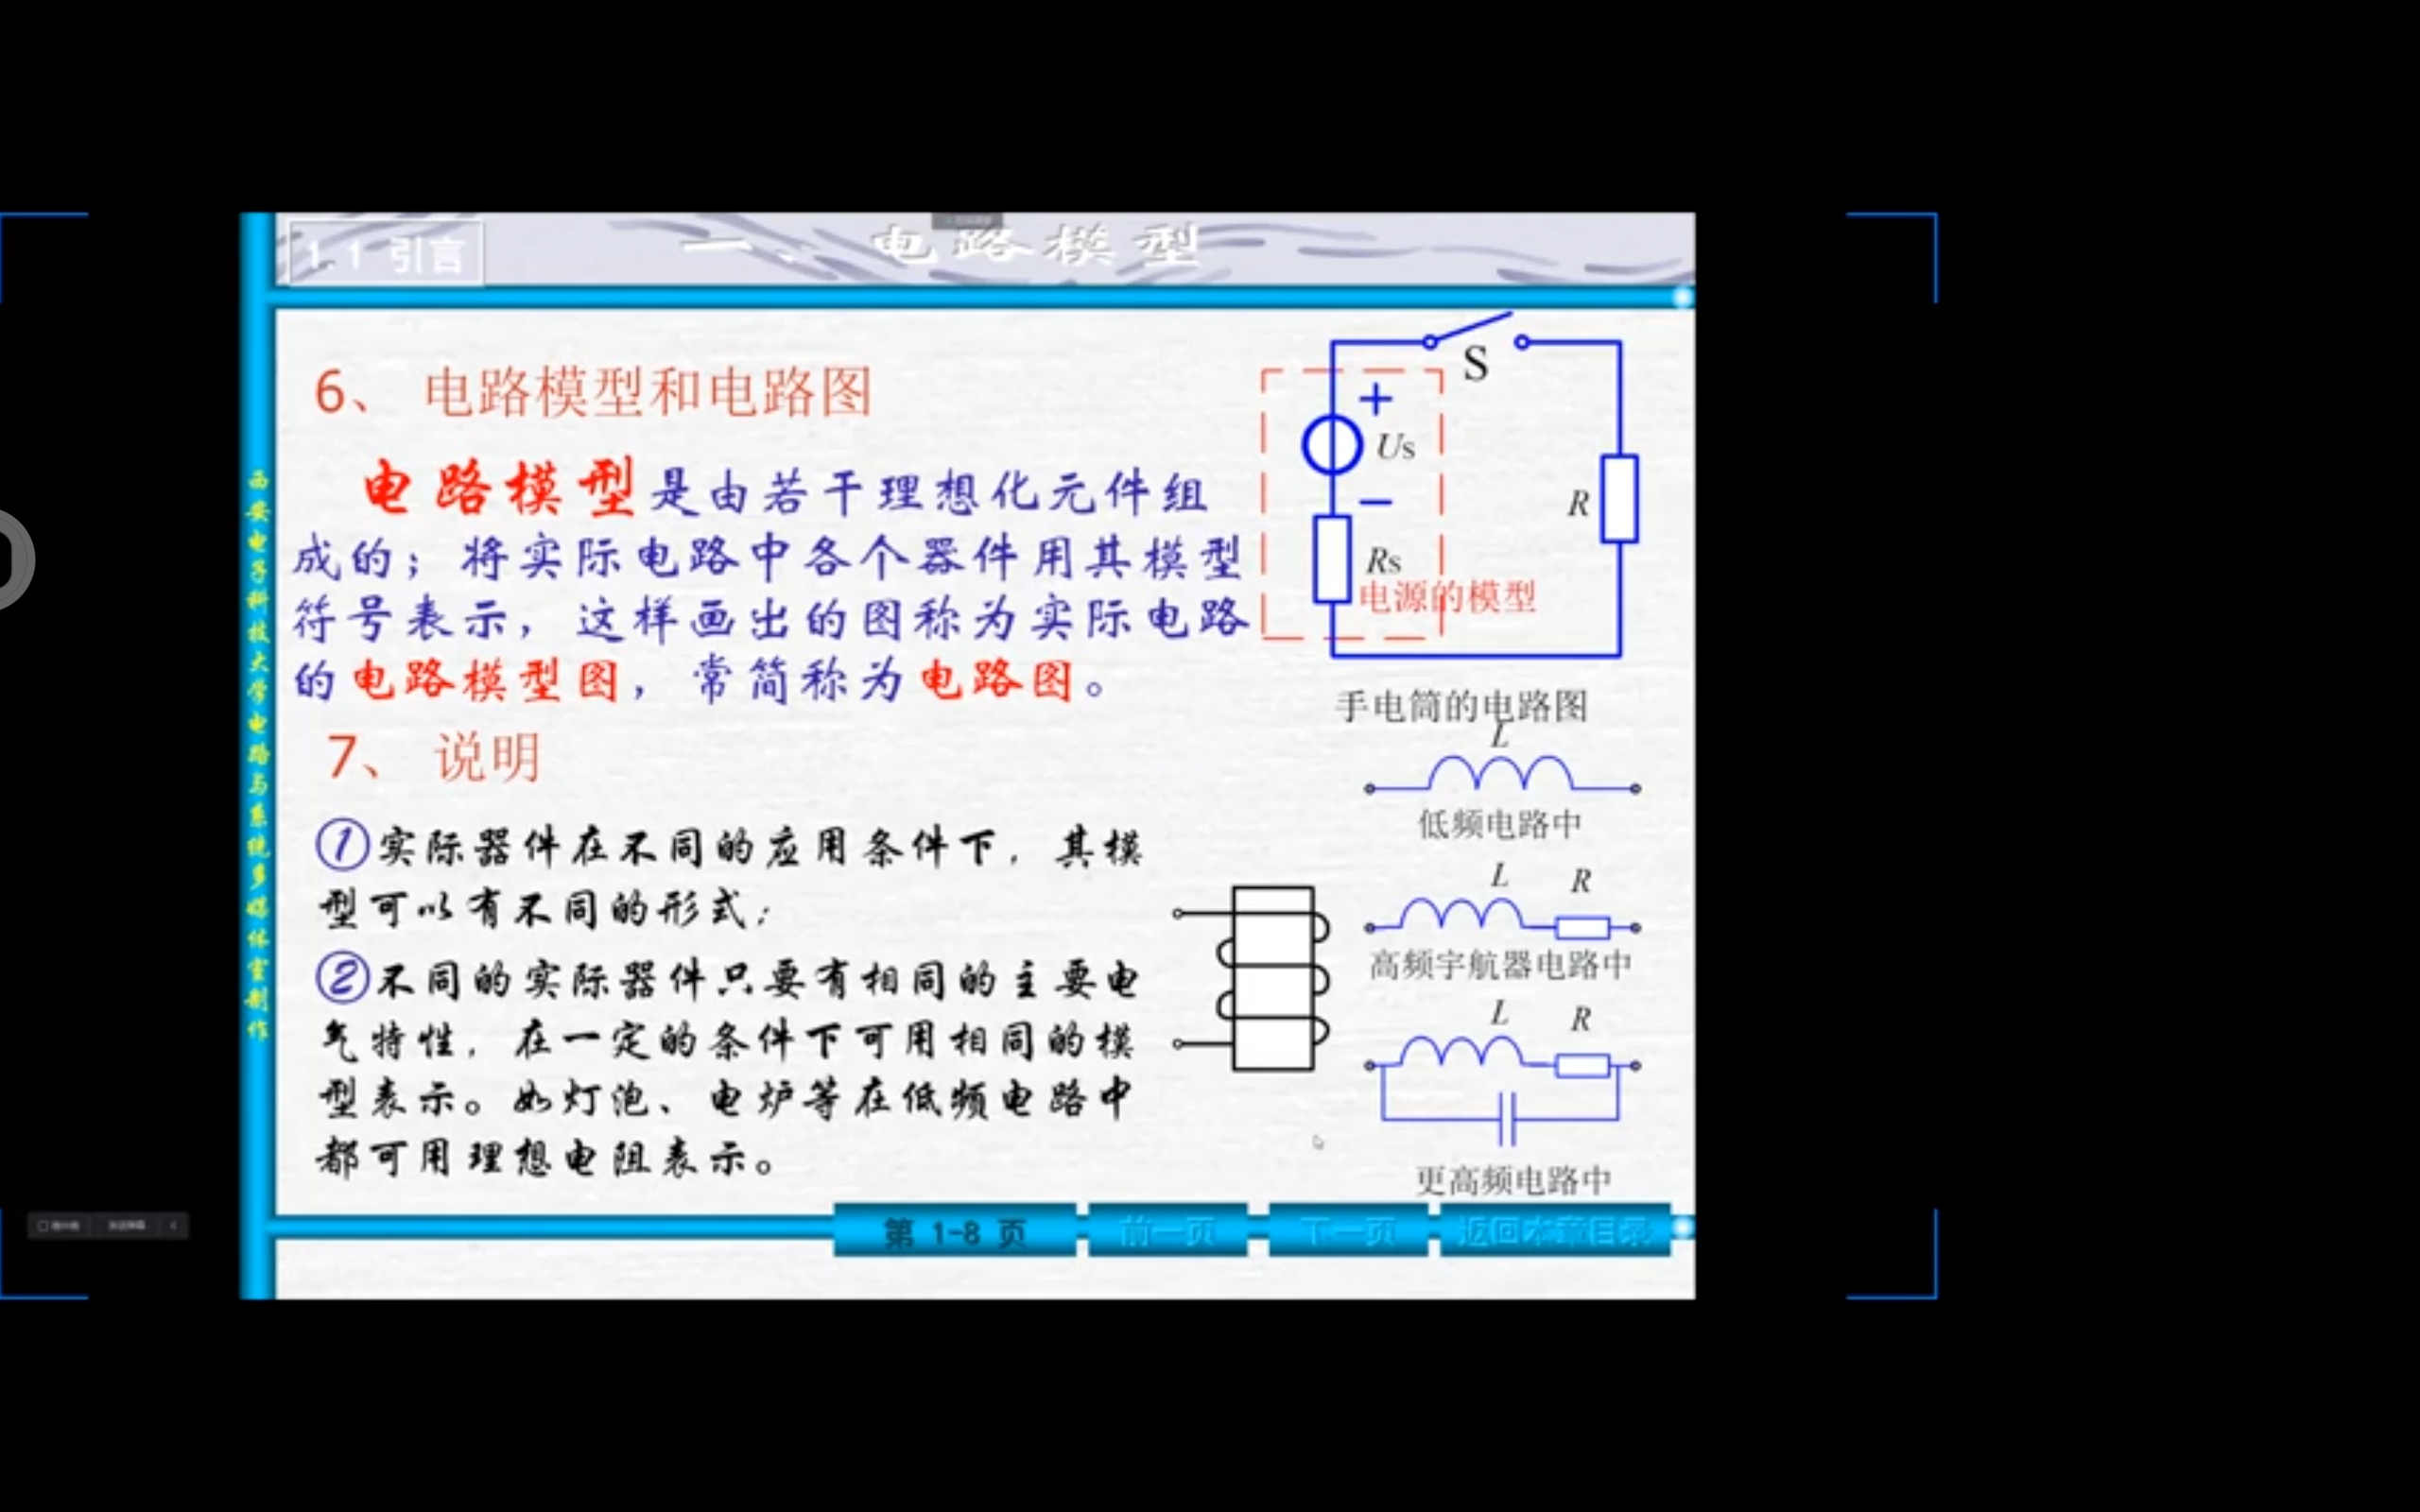 1.1 引言
一、电路模型
6、 电路模型和电路图
电路模型是由若干理想化元件组
成的；将实际电路中各个器件用其模型
符号表示，这样画出的图称为实际电路
的电路模型图，常简称为电路图。
7、 说明
①实际器件在不同的应用条件下，其模
型可以有不同的形式；
②不同的实际器件只要有相同的主要电
气特性，在一定的条件下可用相同的模
型表示。如灯泡、电炉等在低频电路中
都可用理想电阻表示。
S
+
Us
−
R
Rs
电源的模型
手电筒的电路图
L
低频电路中
L R
高频宇航器电路中
L R
更高频电路中
西安电子科技大学电路与系统多媒体室制作
第 1-8 页
前一页
下一页
返回本章目录